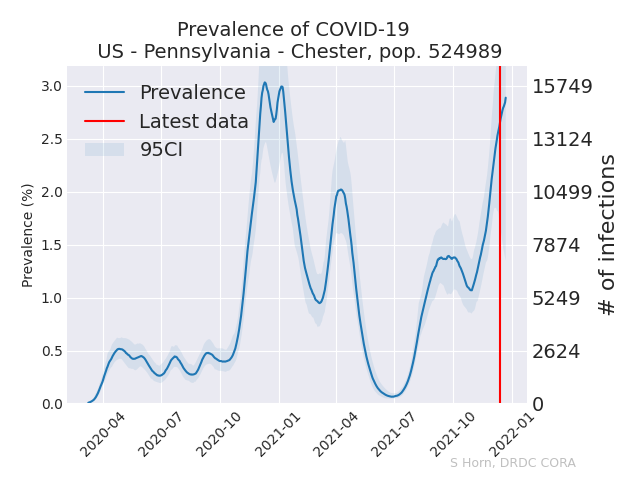 Prevalence of COVID-19
US - Pennsylvania - Chester, pop. 524989
Prevalence
Latest data
95CI
Prevalence (%)
3.0
2.5
2.0
1.5
1.0
0.5
0.0
15749
13124
10499
7874
5249
2624
0
# of infections
2020-04
2020-07
2020-10
2021-01
2021-04
2021-07
2021-10
2022-01
S Horn, DRDC CORA